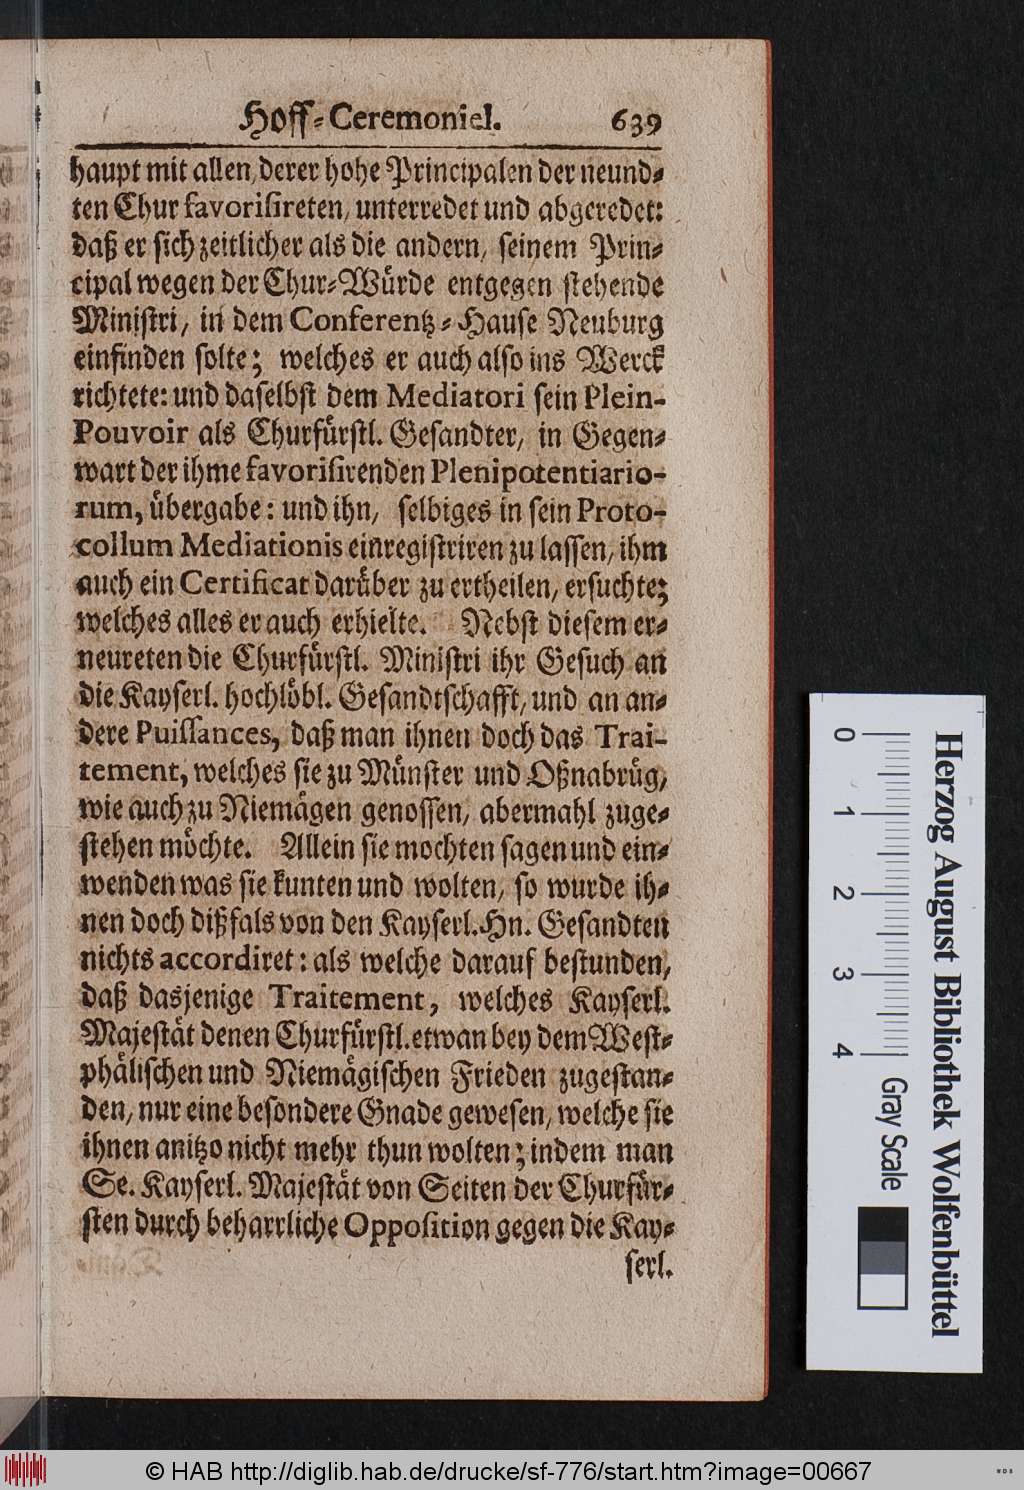 Hoff-Ceremoniel. 639
haupt mit allen, derer hohe Principalen der neund-
ten Chur favorisireten, unterredet und abgeredet:
daß er sich zeitlicher als die andern, seinem Prin-
cipal wegen der Chur-Würde entgegen stehende
Ministri, in dem Conferentz-Hause Neuburg
einfinden solte; welches er auch also ins Werck
richtete: und daselbst dem Mediatori sein Plein-
Pouvoir als Churfürstl. Gesandter, in Gegen-
wart der ihme favorisirenden Plenipotentiario-
rum, übergabe: und ihn, selbiges in sein Proto-
collum Mediationis einregistriren zu lassen, ihm
auch ein Certificat darüber zu ertheilen, ersuchte;
welches alles er auch erhielte. Nebst diesem er-
neureten die Churfürstl. Ministri ihr Gesuch an
die Kayserl. hochlöbl. Gesandtschafft, und an an-
dere Puissances, daß man ihnen doch das Trai-
tement, welches sie zu Münster und Oßnabrüg,
wie auch zu Niemägen genossen, abermahl zuge-
stehen möchte. Allein sie mochten sagen und ein-
wenden was sie kunten und wolten, so wurde ih-
nen doch dißfals von den Kayserl. Hn. Gesandten
nichts accordiret: als welche darauf bestunden,
daß dasjenige Traitement, welches Kayserl.
Majestät denen Churfürstl. etwan bey dem West-
phälischen und Niemägischen Frieden zugestan-
den, nur eine besondere Gnade gewesen, welche sie
ihnen anitzo nicht mehr thun wolten; indem man
Se. Kayserl. Majestät von Seiten der Churfür-
sten durch beharrliche Opposition gegen die Kay-
serl.
0 1 2 3 4 Gray Scale
Herzog August Bibliothek Wolfenbüttel
© HAB http://diglib.hab.de/drucke/sf-776/start.htm?image=00667
WDB